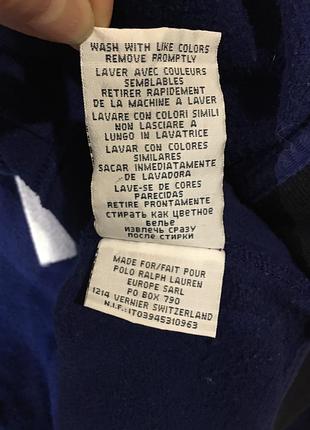 WASH WITH LIKE COLORS
REMOVE PROMPTLY
LAVER AVEC COULEURS
SEMBLABLES
RETIRER RAPIDEMENT
DE LA MACHINE A LAVER
LAVARE CON COLORI SIMILI
NON LASCIARE A
LUNGO IN LAVATRICE
LAVAR CON COLORES
SIMILARES
SACAR IMMEDIATAMENTE
DE LAVADORA
LAVE-SE DE CORES
PARECIDAS
RETIRE PRONTAMENTE
СТИРАТЬ КАК ЦВЕТНОЕ
БЕЛЬЕ
ИЗВЛЕЧЬ СРАЗУ
ПОСЛЕ СТИРКИ
MADE FOR/FAIT POUR
POLO RALPH LAUREN
EUROPE SARL
PO BOX 790
1214 VERNIER SWITZERLAND
N.I.F.:IT03945310963